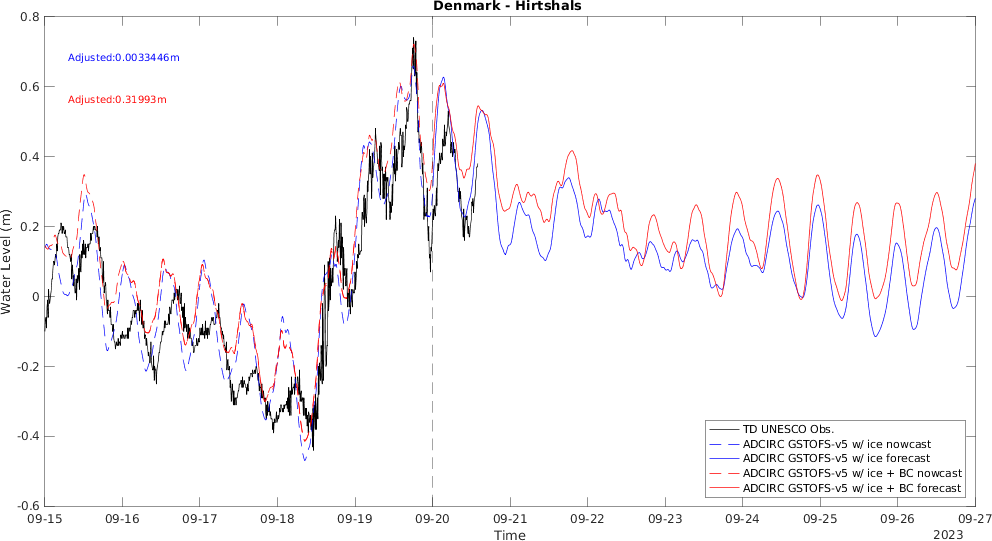 Denmark - Hirtshals
0.8
Adjusted:0.0033446m
0.6
Adjusted:0.31993m
0.4
0.2
Water Level (m)
0
-0.2
-0.4
TD UNESCO Obs.
ADCIRC GSTOFS-v5 w/ ice nowcast
ADCIRC GSTOFS-v5 w/ ice forecast
ADCIRC GSTOFS-v5 w/ ice + BC nowcast
ADCIRC GSTOFS-v5 w/ ice + BC forecast
-0.6
09-15 09-16 09-17 09-18 09-19 09-20 09-21 09-22 09-23 09-24 09-25 09-26 09-27
Time
2023